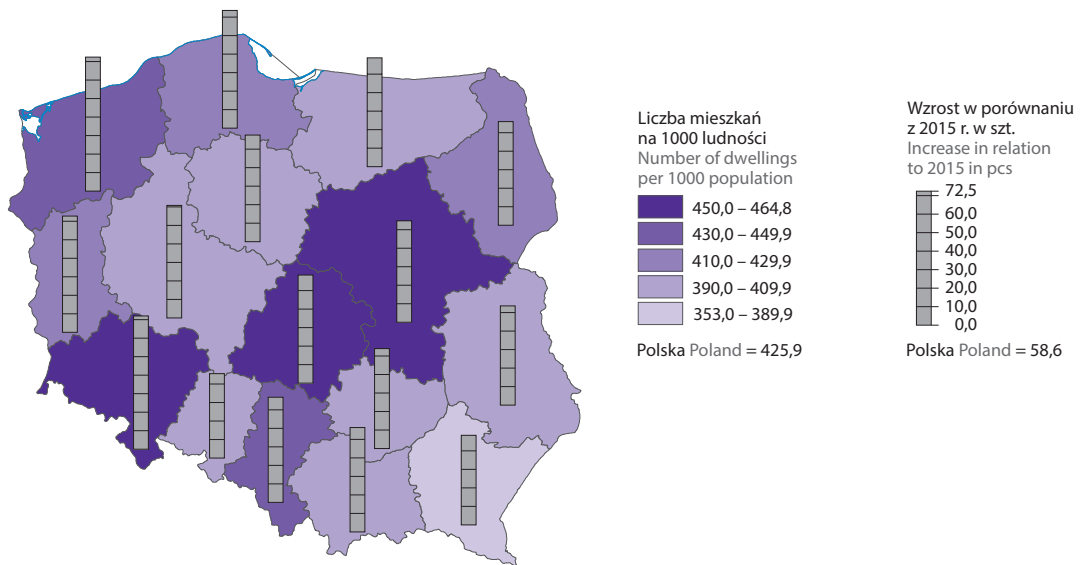 Liczba mieszkań
na 1000 ludności
Number of dwellings
per 1000 population
450,0 – 464,8
430,0 – 449,9
410,0 – 429,9
390,0 – 409,9
353,0 – 389,9
Polska Poland = 425,9
Wzrost w porównaniu
z 2015 r. w szt.
Increase in relation
to 2015 in pcs
72,5
60,0
50,0
40,0
30,0
20,0
10,0
0,0
Polska Poland = 58,6